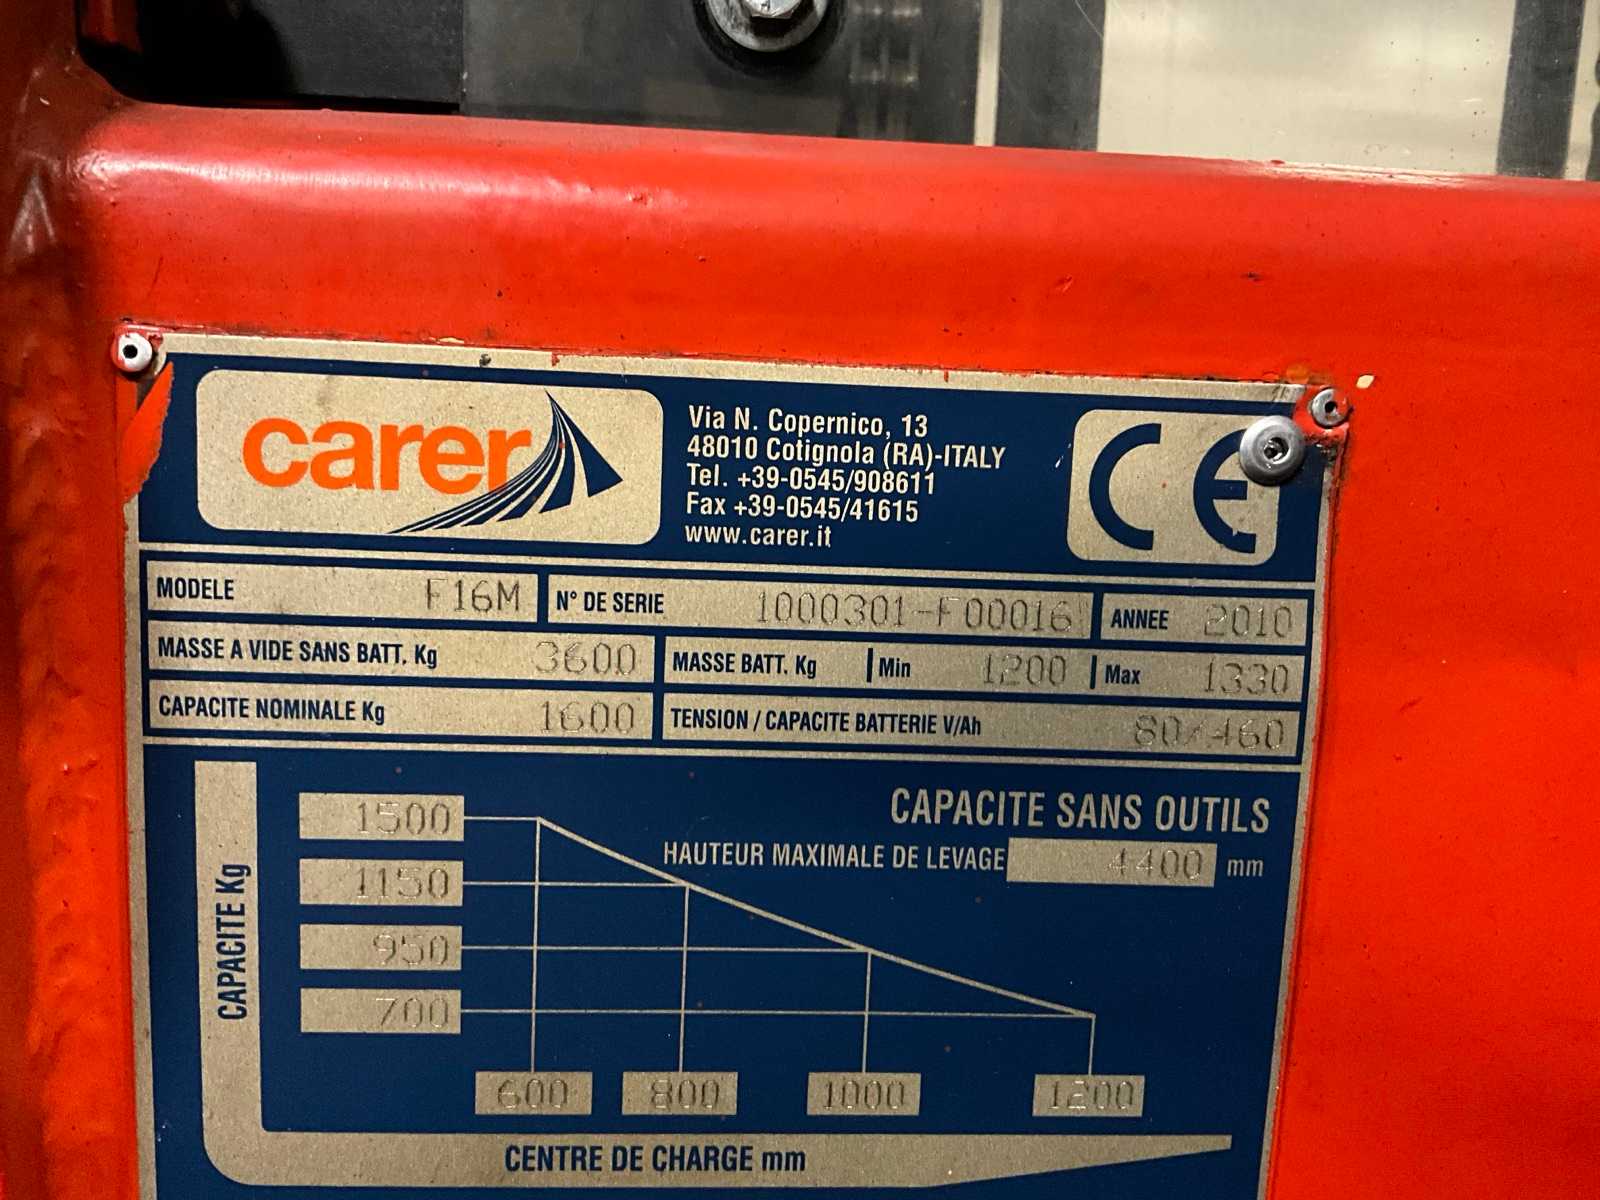 carer
Via N. Copernico, 13
48010 Cotignola (RA)-ITALY
Tel. +39-0545/908611
Fax +39-0545/41615
www.carer.it
CE
MODELE F16M N° DE SERIE 1000301-F00016 ANNEE 2010
MASSE A VIDE SANS BATT. Kg 3600 MASSE BATT. Kg Min 1200 Max 1330
CAPACITE NOMINALE Kg 1600 TENSION / CAPACITE BATTERIE V/Ah 80/460
CAPACITE SANS OUTILS
HAUTEUR MAXIMALE DE LEVAGE 4400 mm
CAPACITE Kg
1500
1150
950
700
600 800 1000 1200
CENTRE DE CHARGE mm